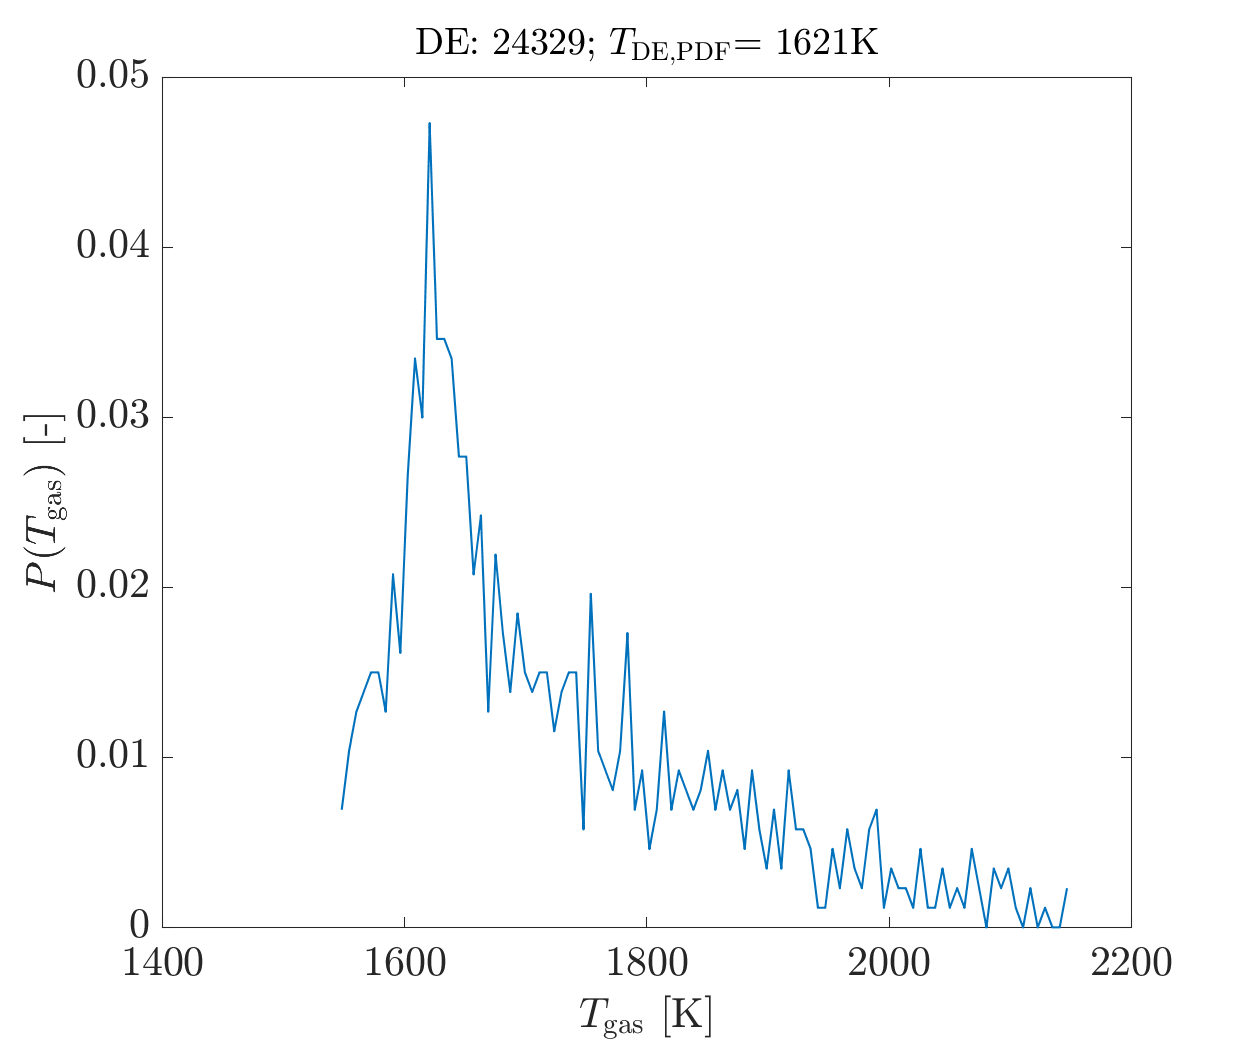 DE: 24329; T_DE,PDF= 1621K
0.05
0.04
0.03
0.02
0.01
0
P(T_gas) [-]
1400 1600 1800 2000 2200
T_gas [K]